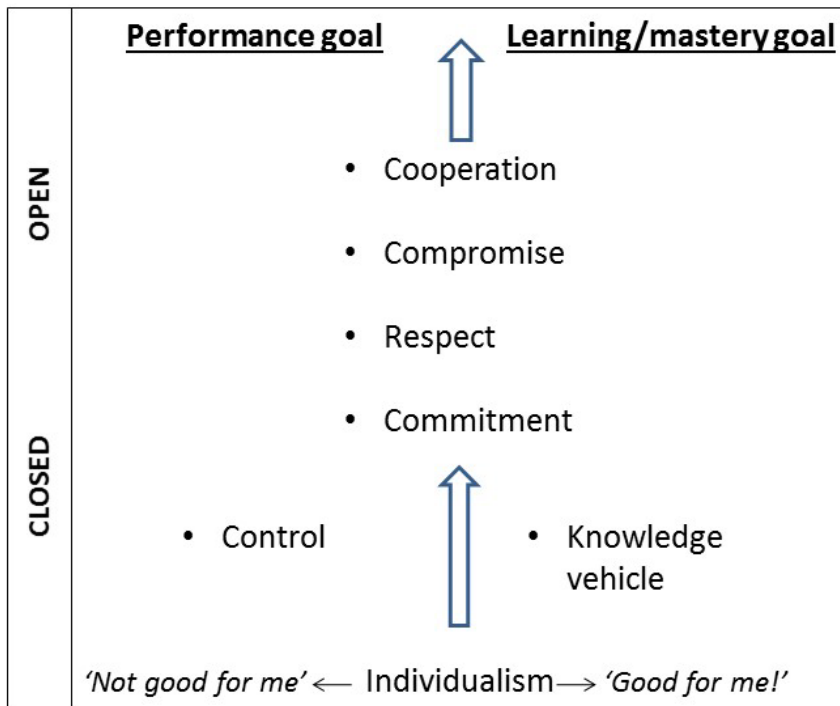 Performance goal
Learning/mastery goal
OPEN
• Cooperation
• Compromise
• Respect
• Commitment
CLOSED
• Control
• Knowledge
vehicle
‘Not good for me’ ← Individualism → ‘Good for me!’